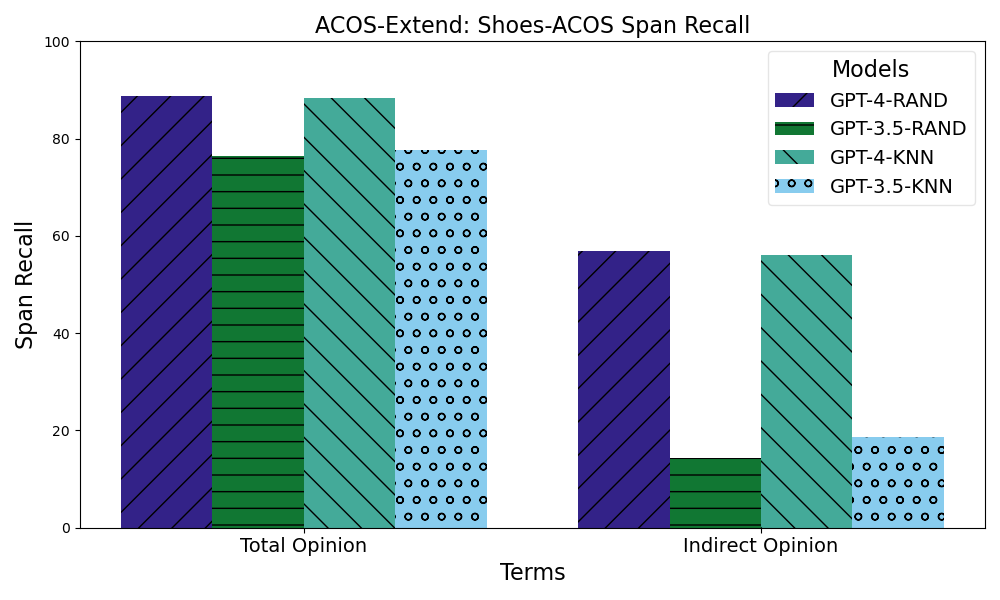 ACOS-Extend: Shoes-ACOS Span Recall
100
80
60
40
20
0
Span Recall
Models
GPT-4-RAND
GPT-3.5-RAND
GPT-4-KNN
GPT-3.5-KNN
Total Opinion
Indirect Opinion
Terms